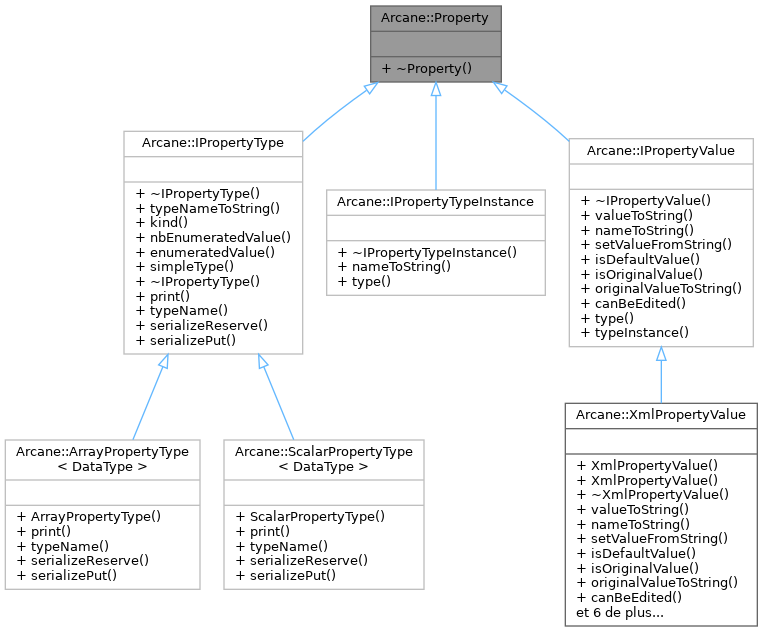 Arcane::Property
+ ~Property()
Arcane::IPropertyType
+ ~IPropertyType()
+ typeNameToString()
+ kind()
+ nbEnumeratedValue()
+ enumeratedValue()
+ simpleType()
+ ~IPropertyType()
+ print()
+ typeName()
+ serializeReserve()
+ serializePut()
Arcane::IPropertyTypeInstance
+ ~IPropertyTypeInstance()
+ nameToString()
+ type()
Arcane::IPropertyValue
+ ~IPropertyValue()
+ valueToString()
+ nameToString()
+ setValueFromString()
+ isDefaultValue()
+ isOriginalValue()
+ originalValueToString()
+ canBeEdited()
+ type()
+ typeInstance()
Arcane::ArrayPropertyType
< DataType >
+ ArrayPropertyType()
+ print()
+ typeName()
+ serializeReserve()
+ serializePut()
Arcane::ScalarPropertyType
< DataType >
+ ScalarPropertyType()
+ print()
+ typeName()
+ serializeReserve()
+ serializePut()
Arcane::XmlPropertyValue
+ XmlPropertyValue()
+ XmlPropertyValue()
+ ~XmlPropertyValue()
+ valueToString()
+ nameToString()
+ setValueFromString()
+ isDefaultValue()
+ isOriginalValue()
+ originalValueToString()
+ canBeEdited()
et 6 de plus...